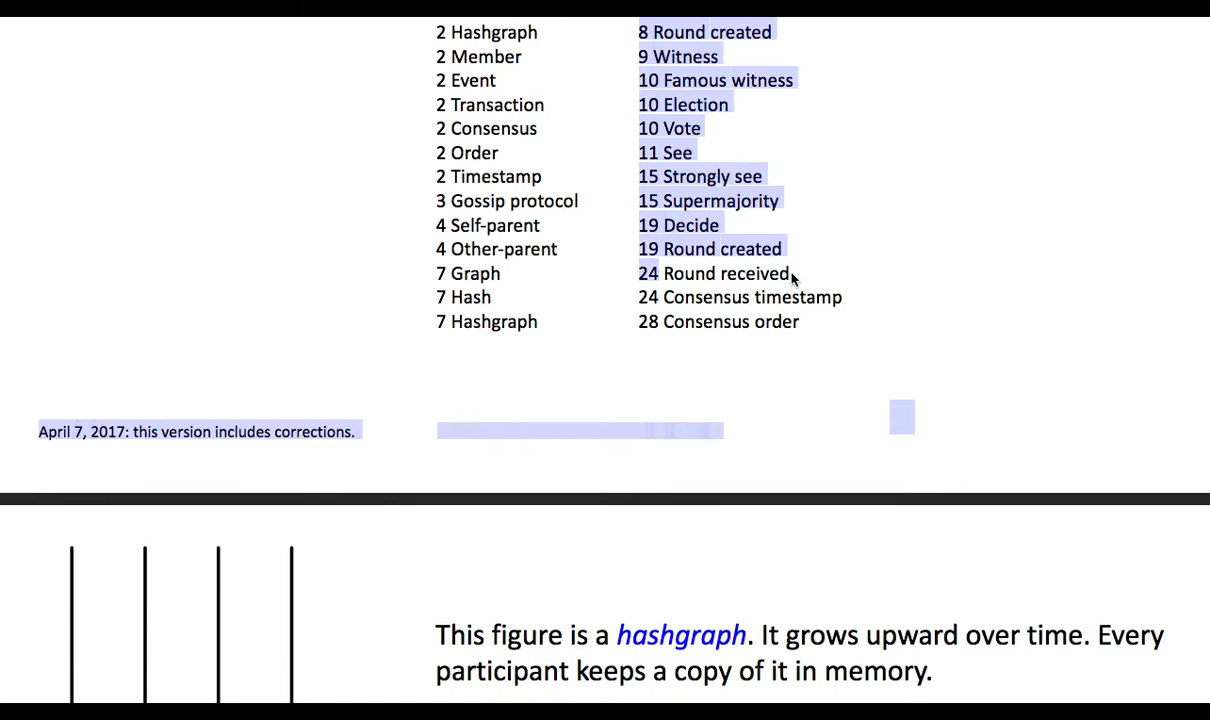 2 Hashgraph
2 Member
2 Event
2 Transaction
2 Consensus
2 Order
2 Timestamp
3 Gossip protocol
4 Self-parent
4 Other-parent
7 Graph
7 Hash
7 Hashgraph
8 Round created
9 Witness
10 Famous witness
10 Election
10 Vote
11 See
15 Strongly see
15 Supermajority
19 Decide
19 Round created
24 Round received
24 Consensus timestamp
28 Consensus order
April 7, 2017: this version includes corrections.
This figure is a hashgraph. It grows upward over time. Every
participant keeps a copy of it in memory.